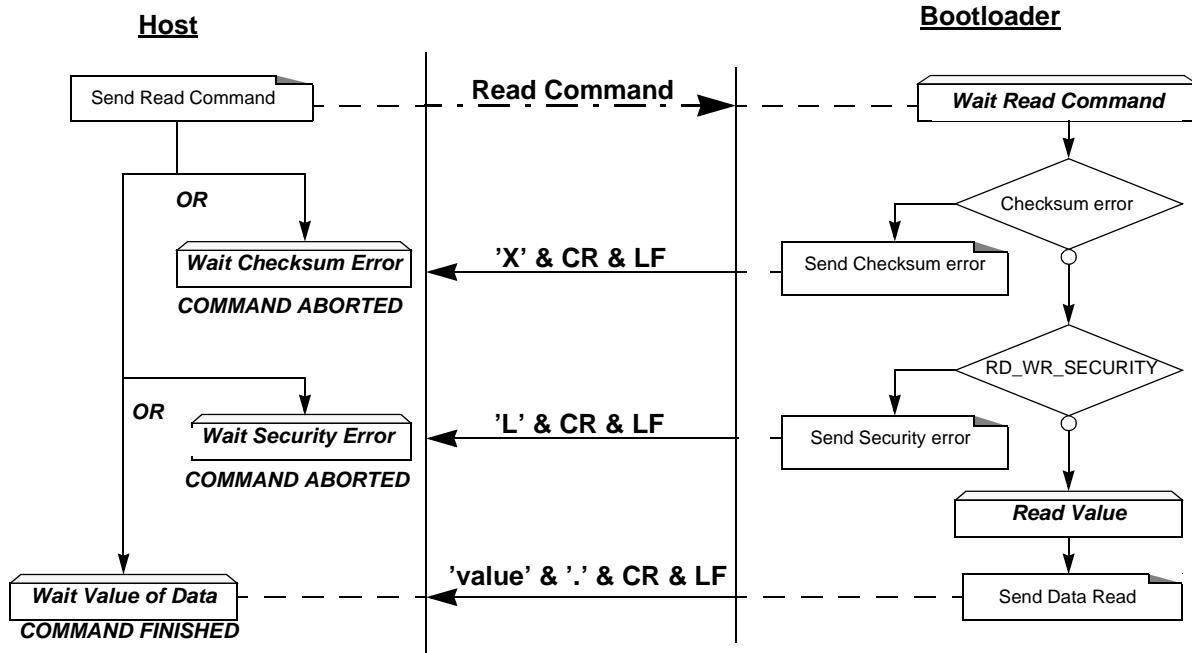 Host
Bootloader
Send Read Command
Read Command
Wait Read Command
OR
Checksum error
Wait Checksum Error
’X’ & CR & LF
Send Checksum error
COMMAND ABORTED
RD_WR_SECURITY
OR
Wait Security Error
’L’ & CR & LF
Send Security error
COMMAND ABORTED
Read Value
’value’ & ’.’ & CR & LF
Wait Value of Data
Send Data Read
COMMAND FINISHED